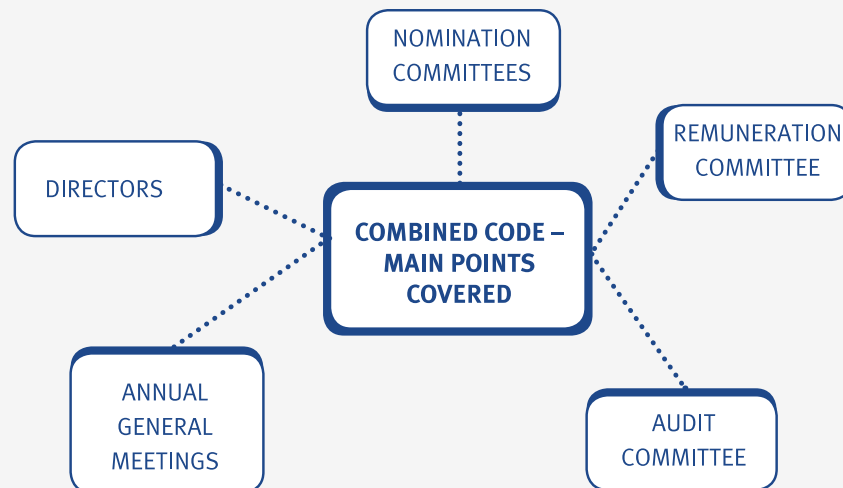 NOMINATION
COMMITTEES
REMUNERATION
COMMITTEE
DIRECTORS
COMBINED CODE –
MAIN POINTS
COVERED
ANNUAL
GENERAL
MEETINGS
AUDIT
COMMITTEE